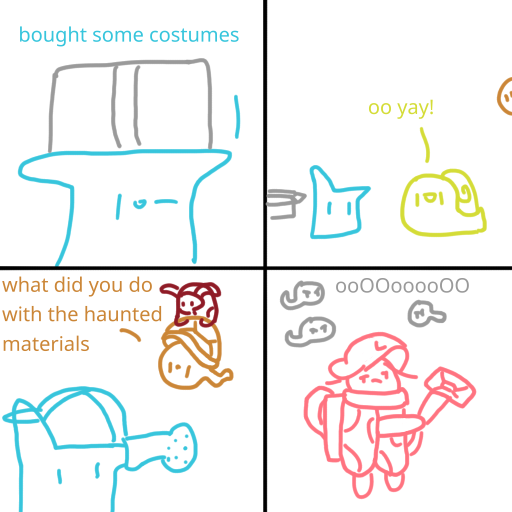 bought some costumes
oo yay!
what did you do
with the haunted
materials
ooOOooooOO